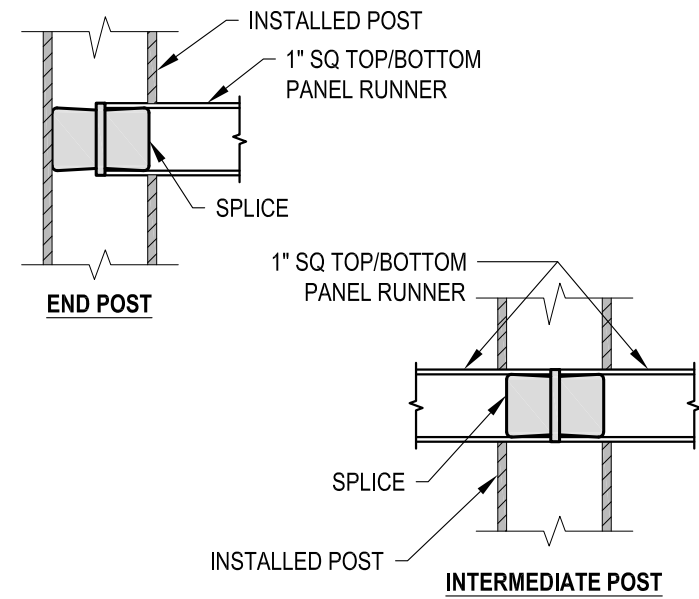 INSTALLED POST
1" SQ TOP/BOTTOM
PANEL RUNNER
SPLICE
END POST
1" SQ TOP/BOTTOM
PANEL RUNNER
SPLICE
INSTALLED POST
INTERMEDIATE POST